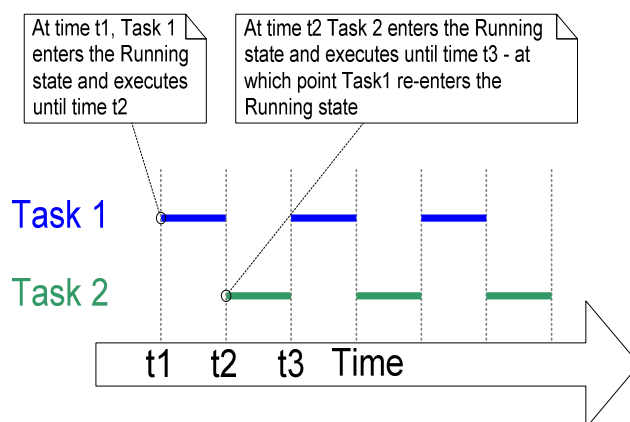 At time t1, Task 1
enters the Running
state and executes
until time t2
At time t2 Task 2 enters the Running
state and executes until time t3 - at
which point Task1 re-enters the
Running state
Task 1
Task 2
t1 t2 t3 Time